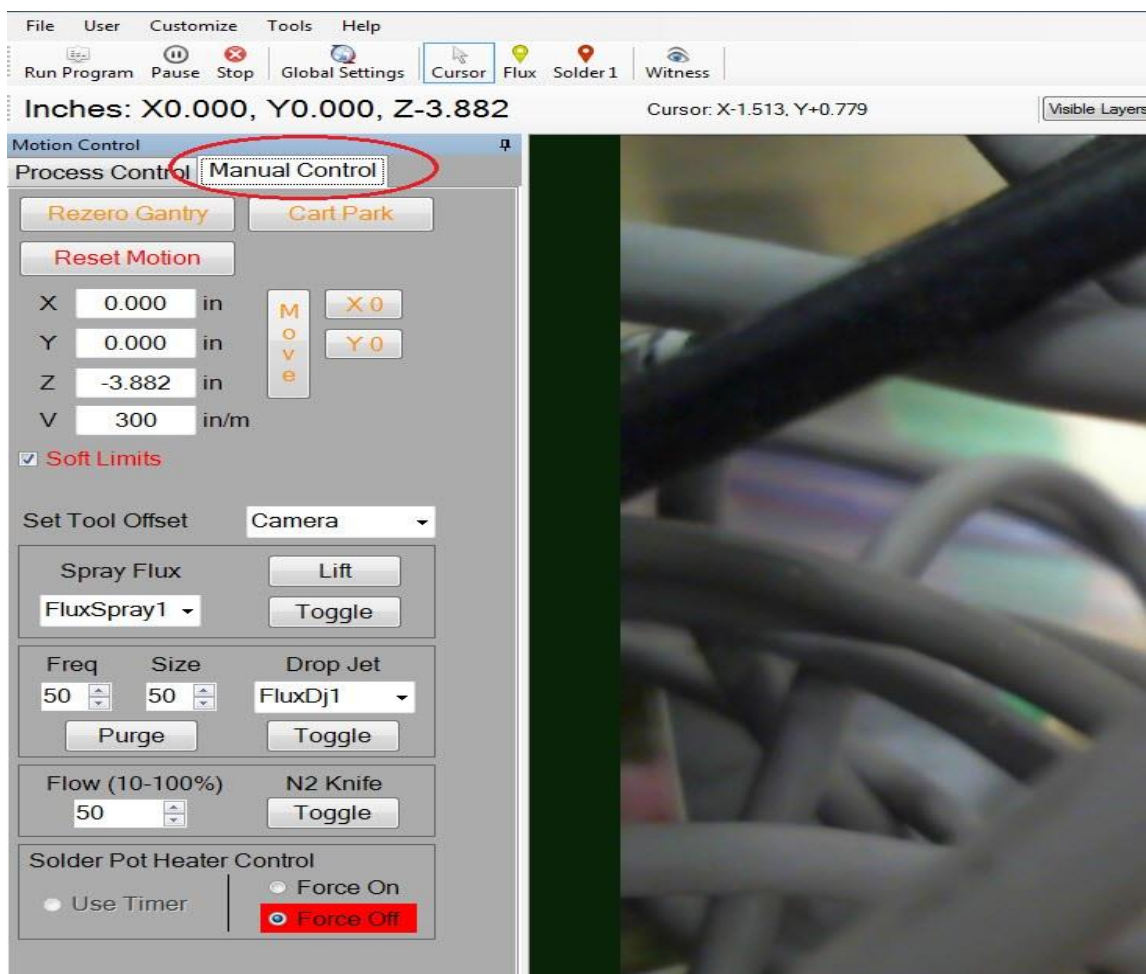 File User Customize Tools Help
Run Program Pause Stop Global Settings Cursor Flux Solder 1 Witness
Inches: X0.000, Y0.000, Z-3.882 Cursor: X-1.513, Y+0.779 Visible Layers
Motion Control
Process Control Manual Control
Rezero Gantry Cart Park
Reset Motion
X 0.000 in Move X 0
Y 0.000 in Y 0
Z -3.882 in
V 300 in/m
Soft Limits
Set Tool Offset Camera
Spray Flux Lift
FluxSpray1 Toggle
Freq Size Drop Jet
50 50 FluxDj1
Purge Toggle
Flow (10-100%) N2 Knife
50 Toggle
Solder Pot Heater Control
Force On
Use Timer
Force Off